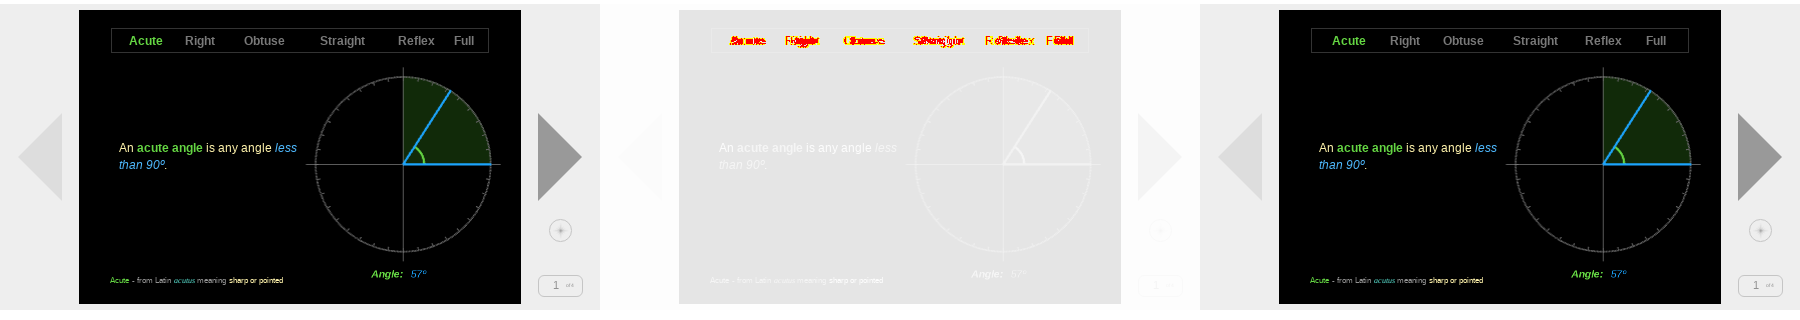 Acute Right Obtuse Straight Reflex Full
An acute angle is any angle less
than 90º.
Angle: 57º
Acute - from Latin acutus meaning sharp or pointed
1
An acute angle is any angle less
than 90º.
Angle: 57º
Acute - from Latin acutus meaning sharp or pointed
1
Acute Right Obtuse Straight Reflex Full
An acute angle is any angle less
than 90º.
Angle: 57º
Acute - from Latin acutus meaning sharp or pointed
1